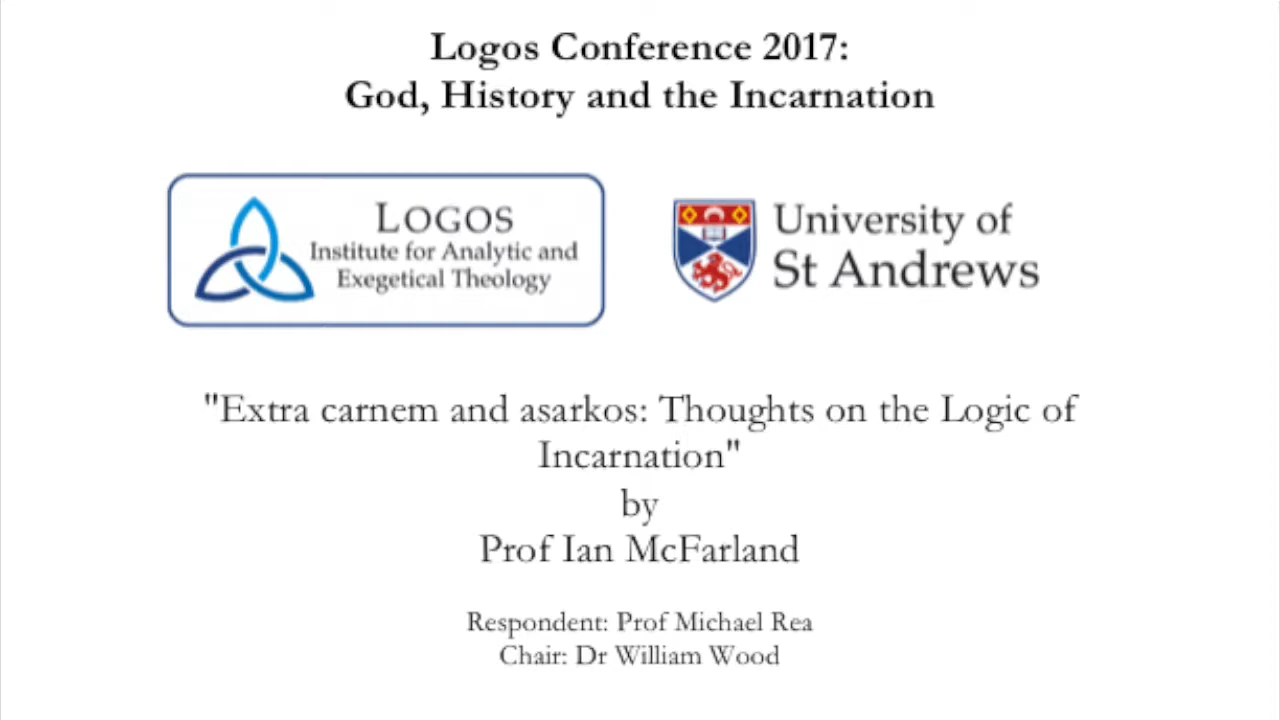 Logos Conference 2017:
God, History and the Incarnation
LOGOS
Institute for Analytic and
Exegetical Theology
University of
St Andrews
"Extra carnem and asarkos: Thoughts on the Logic of
Incarnation"
by
Prof Ian McFarland
Respondent: Prof Michael Rea
Chair: Dr William Wood